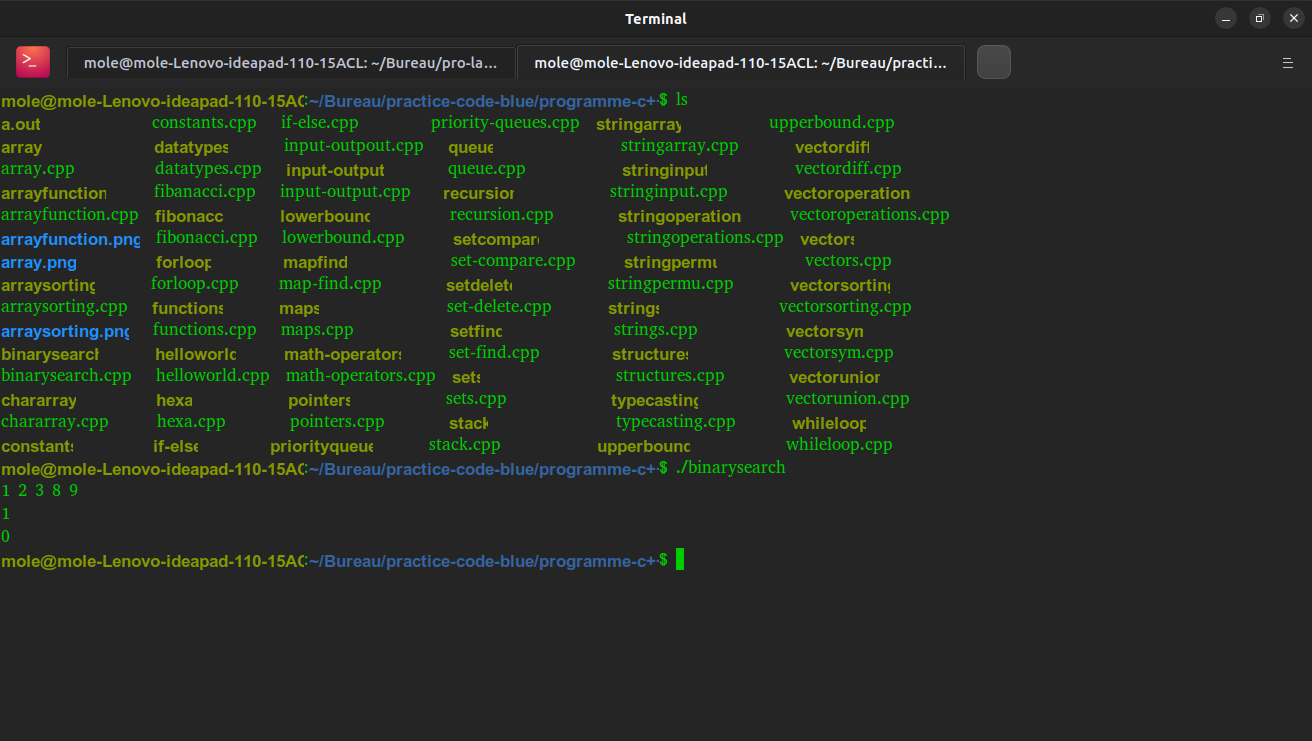 Terminal
mole@mole-Lenovo-ideapad-110-15ACL: ~/Bureau/pro-la... mole@mole-Lenovo-ideapad-110-15ACL: ~/Bureau/practi...
mole@mole-Lenovo-ideapad-110-15AC:~/Bureau/practice-code-blue/programme-c+$ ls
a.out constants.cpp if-else.cpp priority-queues.cpp stringarray upperbound.cpp
array datatypes input-outpout.cpp queue stringarray.cpp vectordiff
array.cpp datatypes.cpp input-output queue.cpp stringinput vectordiff.cpp
arrayfunction fibanacci.cpp input-output.cpp recursion stringinput.cpp vectoroperation
arrayfunction.cpp fibonacc lowerbound recursion.cpp stringoperation vectoroperations.cpp
arrayfunction.png fibonacci.cpp lowerbound.cpp setcompare stringoperations.cpp vectors
array.png forloop mapfind set-compare.cpp stringpermu vectors.cpp
arraysorting forloop.cpp map-find.cpp setdelete stringpermu.cpp vectorsorting
arraysorting.cpp functions maps set-delete.cpp strings vectorsorting.cpp
arraysorting.png functions.cpp maps.cpp setfind strings.cpp vectorsyn
binarysearch helloworld math-operators set-find.cpp structures vectorsym.cpp
binarysearch.cpp helloworld.cpp math-operators.cpp sets structures.cpp vectorunion
chararray hexa pointers sets.cpp typecasting vectorunion.cpp
chararray.cpp hexa.cpp pointers.cpp stack typecasting.cpp whileloop
constants if-else priorityqueue stack.cpp upperbound whileloop.cpp
mole@mole-Lenovo-ideapad-110-15AC:~/Bureau/practice-code-blue/programme-c+$ ./binarysearch
1 2 3 8 9
1
0
mole@mole-Lenovo-ideapad-110-15AC:~/Bureau/practice-code-blue/programme-c+$